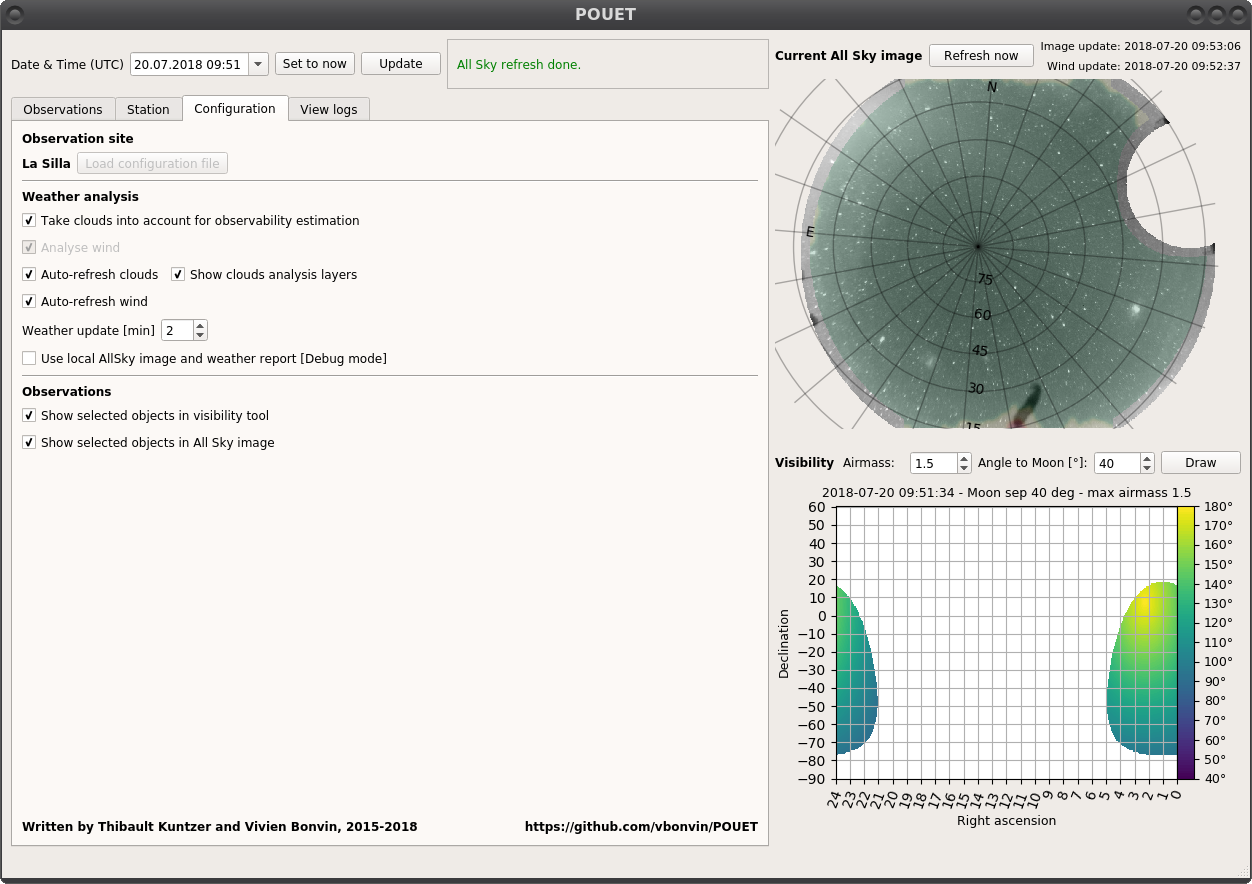 POUET
Date & Time (UTC) 20.07.2018 09:51 Set to now Update All Sky refresh done.
Current All Sky image Refresh now Image update: 2018-07-20 09:53:06
Wind update: 2018-07-20 09:52:37
Observations Station Configuration View logs
Observation site
La Silla Load configuration file
Weather analysis
Take clouds into account for observability estimation
Analyse wind
Auto-refresh clouds Show clouds analysis layers
Auto-refresh wind
Weather update [min] 2
Use local AllSky image and weather report [Debug mode]
Observations
Show selected objects in visibility tool
Show selected objects in All Sky image
Written by Thibault Kuntzer and Vivien Bonvin, 2015-2018 https://github.com/vbonvin/POUET
N
E
75
60
45
30
15
Visibility Airmass: 1.5 Angle to Moon [°]: 40 Draw
2018-07-20 09:51:34 - Moon sep 40 deg - max airmass 1.5
Declination
60
50
40
30
20
10
0
−10
−20
−30
−40
−50
−60
−70
−80
−90
24 23 22 21 20 19 18 17 16 15 14 13 12 11 10 9 8 7 6 5 4 3 2 1 0
Right ascension
180°
170°
160°
150°
140°
130°
120°
110°
100°
90°
80°
70°
60°
50°
40°